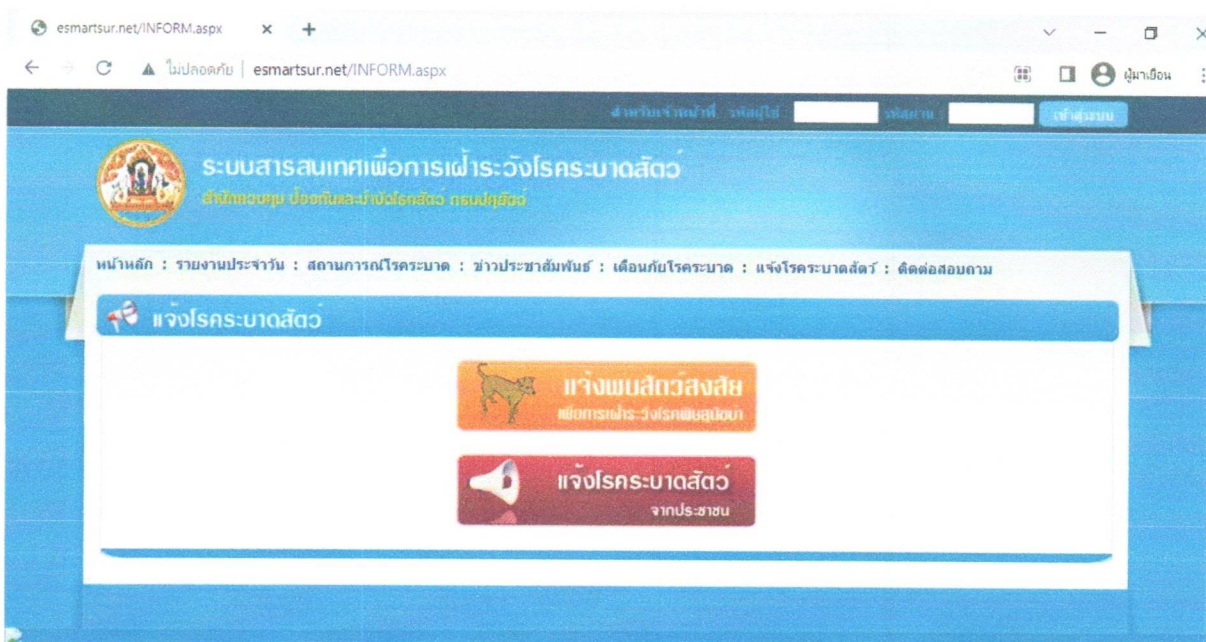 esmartsur.net/INFORM.aspx
ไม่ปลอดภัย esmartsur.net/INFORM.aspx ผู้มาเยือน
สำหรับเจ้าหน้าที่ รหัสผู้ใช้ รหัสผ่าน เข้าสู่ระบบ
ระบบสารสนเทศเพื่อการเฝ้าระวังโรคระบาดสัตว์
สำนักควบคุม ป้องกันและบำบัดโรคสัตว์ กรมปศุสัตว์
หน้าหลัก : รายงานประจำวัน : สถานการณ์โรคระบาด : ข่าวประชาสัมพันธ์ : เตือนภัยโรคระบาด : แจ้งโรคระบาดสัตว์ : ติดต่อสอบถาม
แจ้งโรคระบาดสัตว์
แจ้งพบสัตว์สงสัย
เพื่อการเฝ้าระวังโรคพิษสุนัขบ้า
แจ้งโรคระบาดสัตว์
จากประชาชน